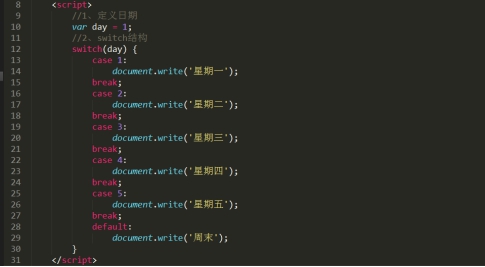 8 <script>
9 //1、定义日期
10 var day = 1;
11 //2、switch结构
12 switch(day) {
13 case 1:
14 document.write('星期一');
15 break;
16 case 2:
17 document.write('星期二');
18 break;
19 case 3:
20 document.write('星期三');
21 break;
22 case 4:
23 document.write('星期四');
24 break;
25 case 5:
26 document.write('星期五');
27 break;
28 default:
29 document.write('周末');
30 }
31 </script>